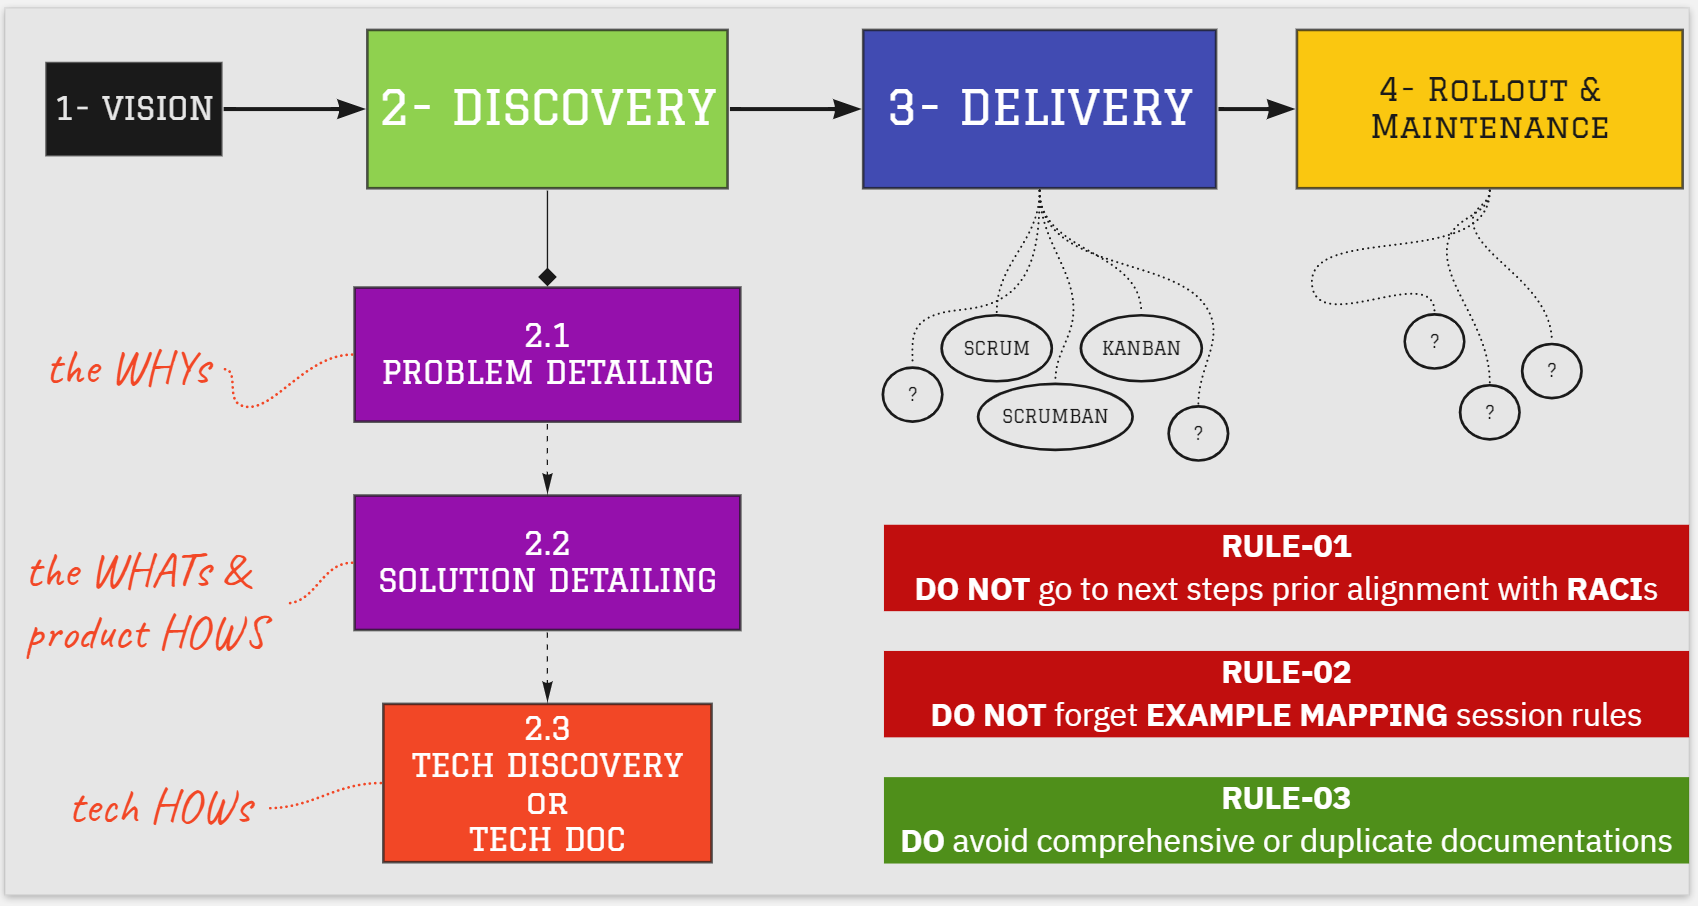 1- VISION
2- DISCOVERY
3- DELIVERY
4- ROLLOUT &
MAINTENANCE
the WHYs
2.1
PROBLEM DETAILING
the WHATs &
product HOWS
2.2
SOLUTION DETAILING
tech HOWs
2.3
TECH DISCOVERY
OR
TECH DOC
?
SCRUM
SCRUMBAN
KANBAN
?
?
?
?
RULE-01
DO NOT go to next steps prior alignment with RACIs
RULE-02
DO NOT forget EXAMPLE MAPPING session rules
RULE-03
DO avoid comprehensive or duplicate documentations